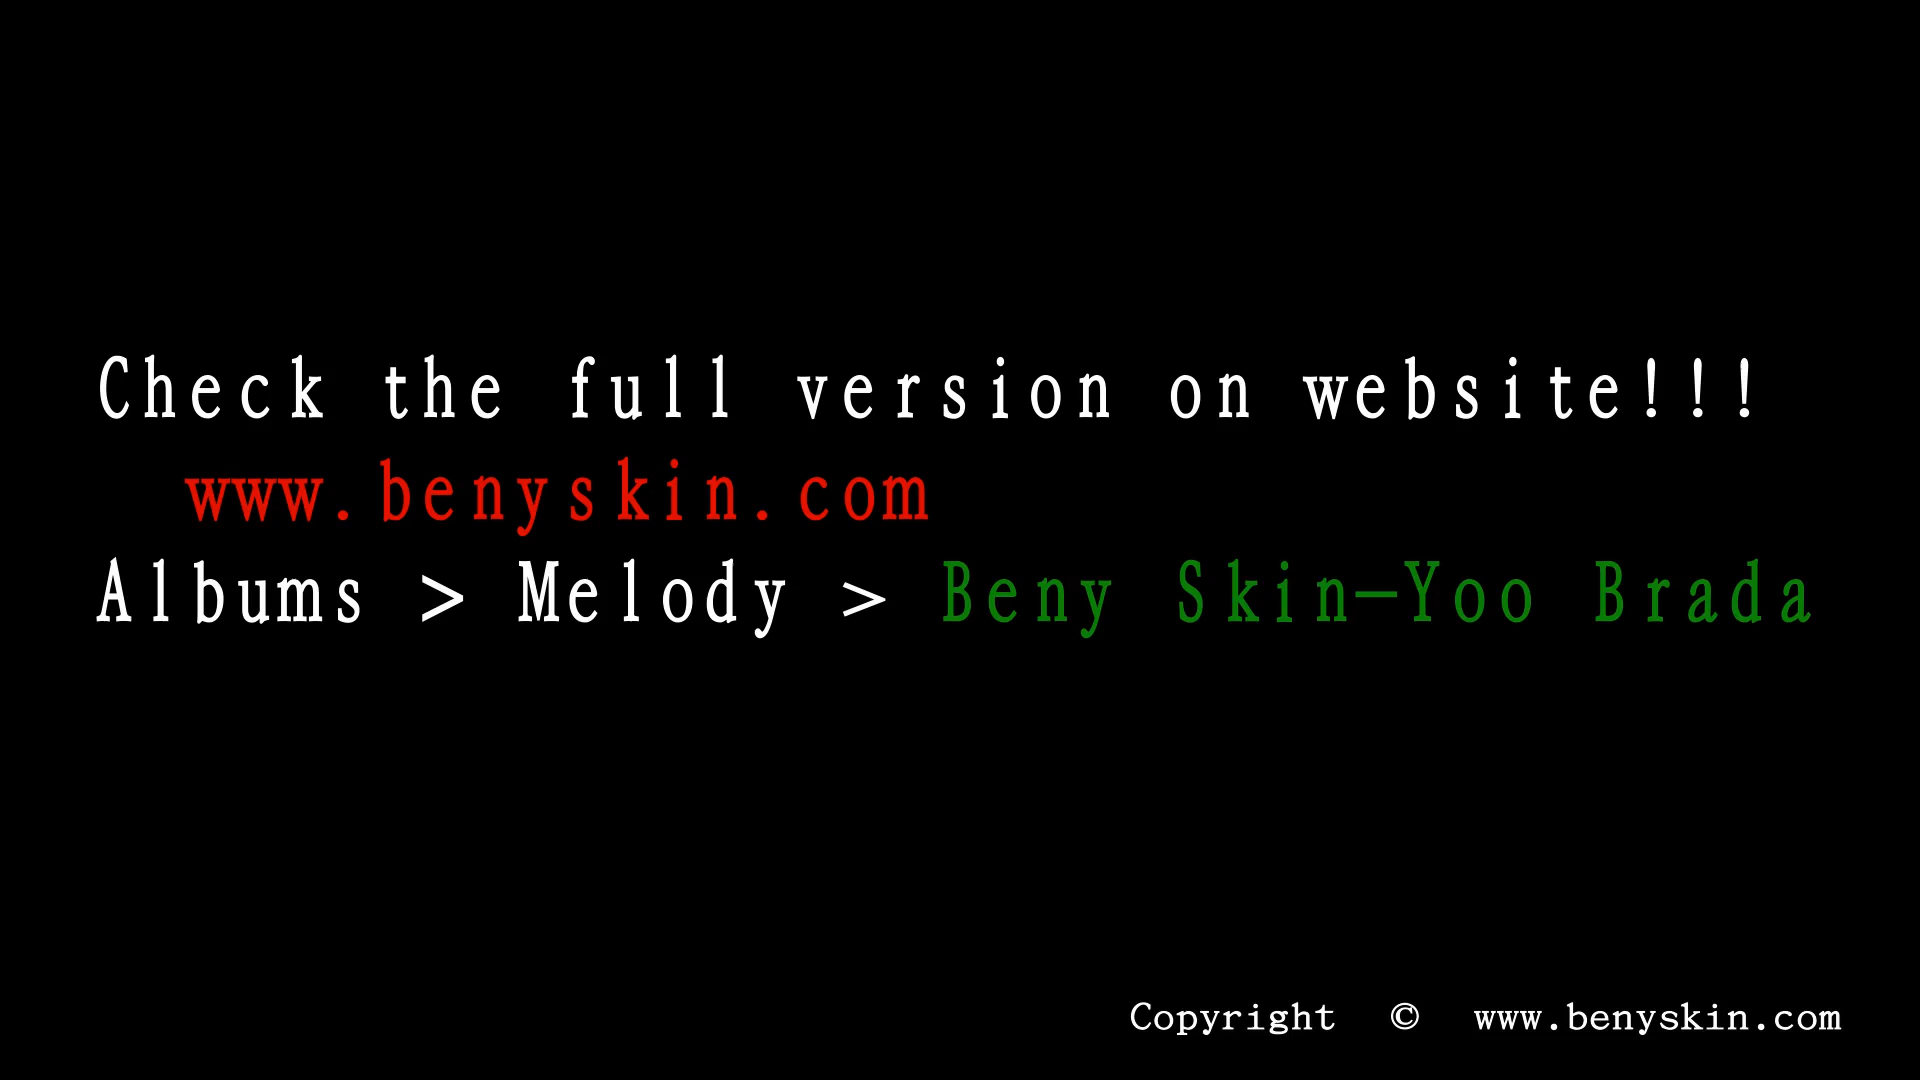 Check the full version on website!!!
www.benyskin.com
Albums > Melody > Beny Skin-Yoo Brada
Copyright © www.benyskin.com